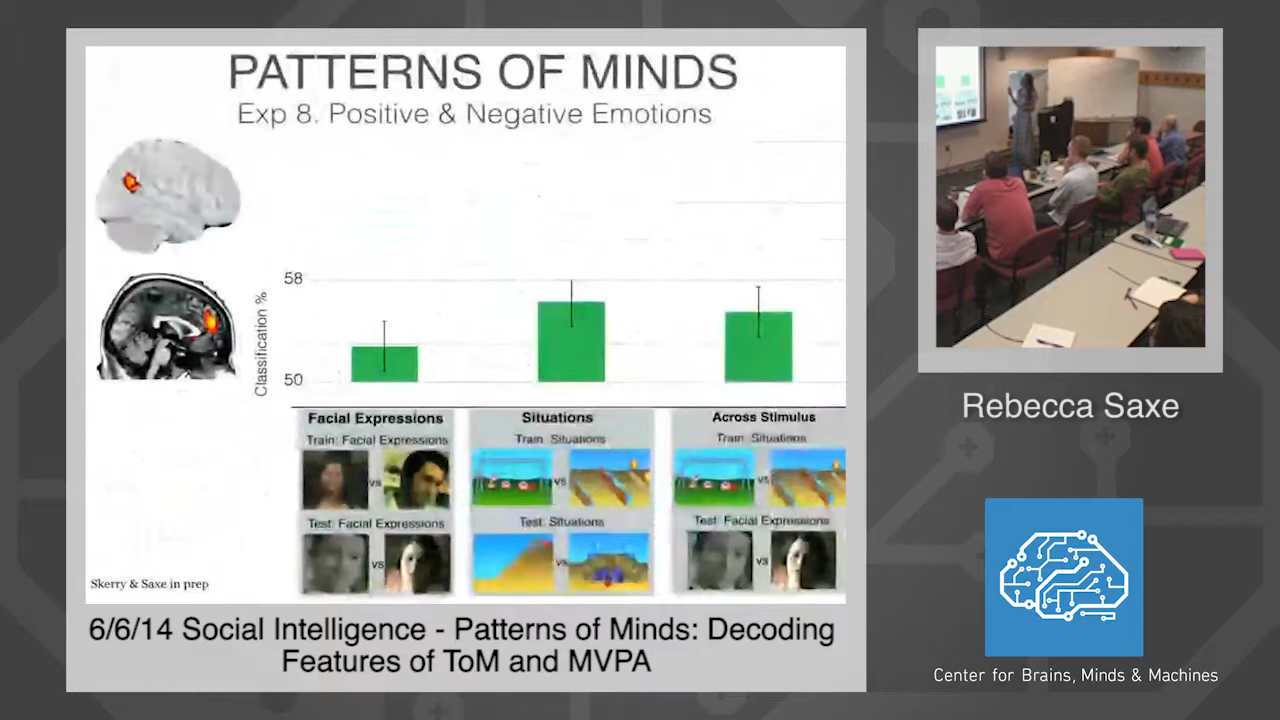 PATTERNS OF MINDS
Exp 8. Positive & Negative Emotions
58
Classification %
50
Facial Expressions
Train: Facial Expressions
vs
Test: Facial Expressions
vs
Situations
Train: Situations
vs
Test: Situations
vs
Across Stimulus
Train: Situations
vs
Test: Facial Expressions
vs
Skerry & Saxe in prep
6/6/14 Social Intelligence - Patterns of Minds: Decoding
Features of ToM and MVPA
Rebecca Saxe
Center for Brains, Minds & Machines